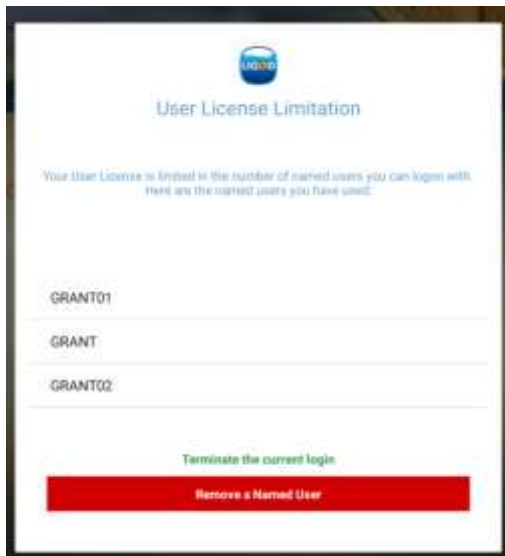 LIQUID
User License Limitation
Your User License is limited in the number of named users you can logon with
Here are the named users you have used:
GRANT01
GRANT
GRANT02
Terminate the current login
Remove a Named User